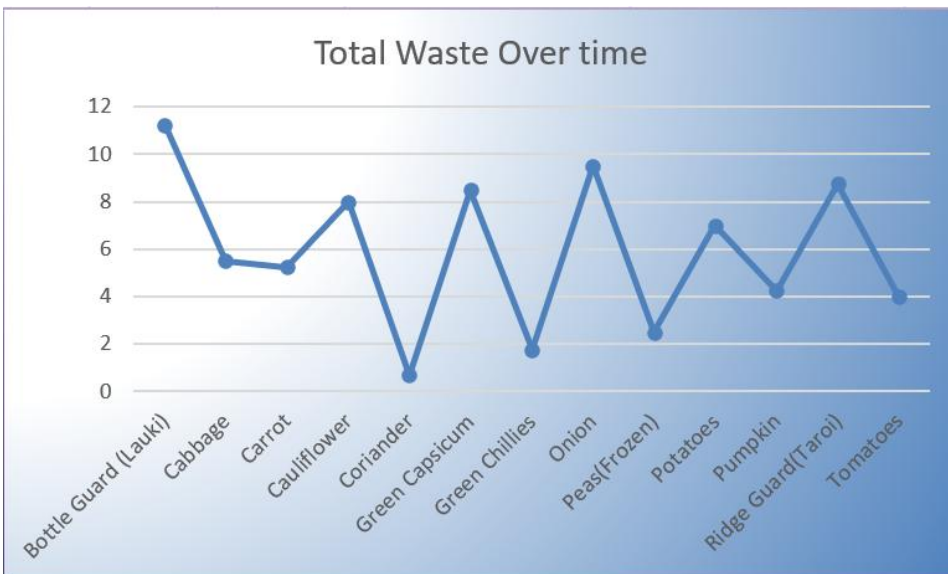 Total Waste Over time
12
10
8
6
4
2
0
Bottle Guard (Lauki)
Cabbage
Carrot
Cauliflower
Coriander
Green Capsicum
Green Chillies
Onion
Peas(Frozen)
Potatoes
Pumpkin
Ridge Guard(Taroi)
Tomatoes